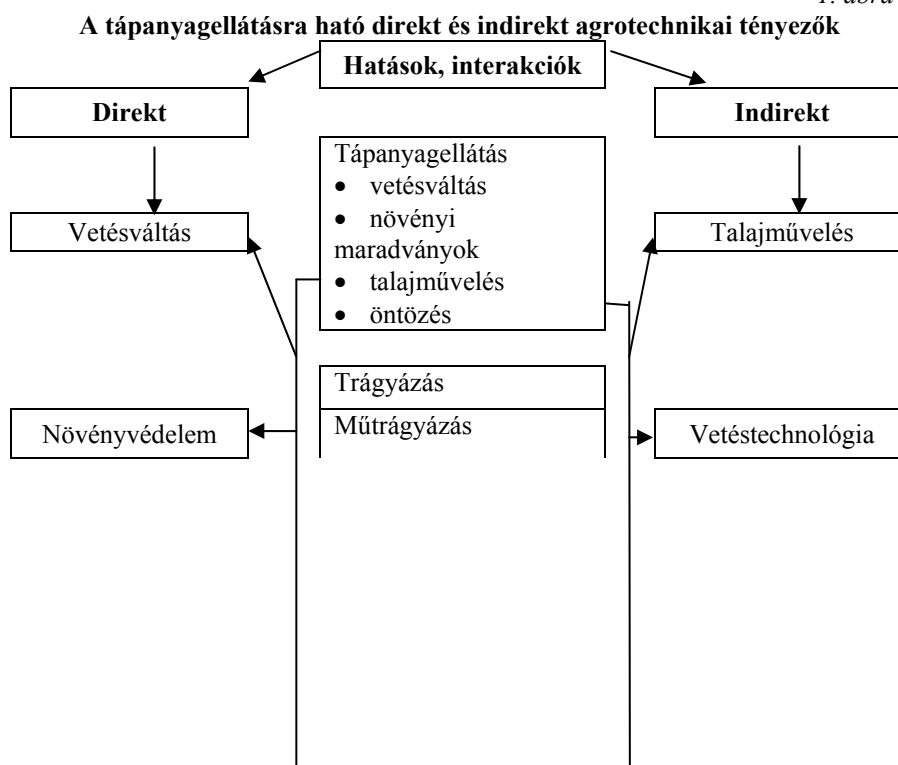 1. ábra
A tápanyagellátásra ható direkt és indirekt agrotechnikai tényezők
Hatások, interakciók
Direkt
Indirekt
Tápanyagellátás
• vetésváltás
• növényi
maradványok
• talajművelés
• öntözés
Vetésváltás
Talajművelés
Trágyázás
Műtrágyázás
Növényvédelem
Vetéstechnológia